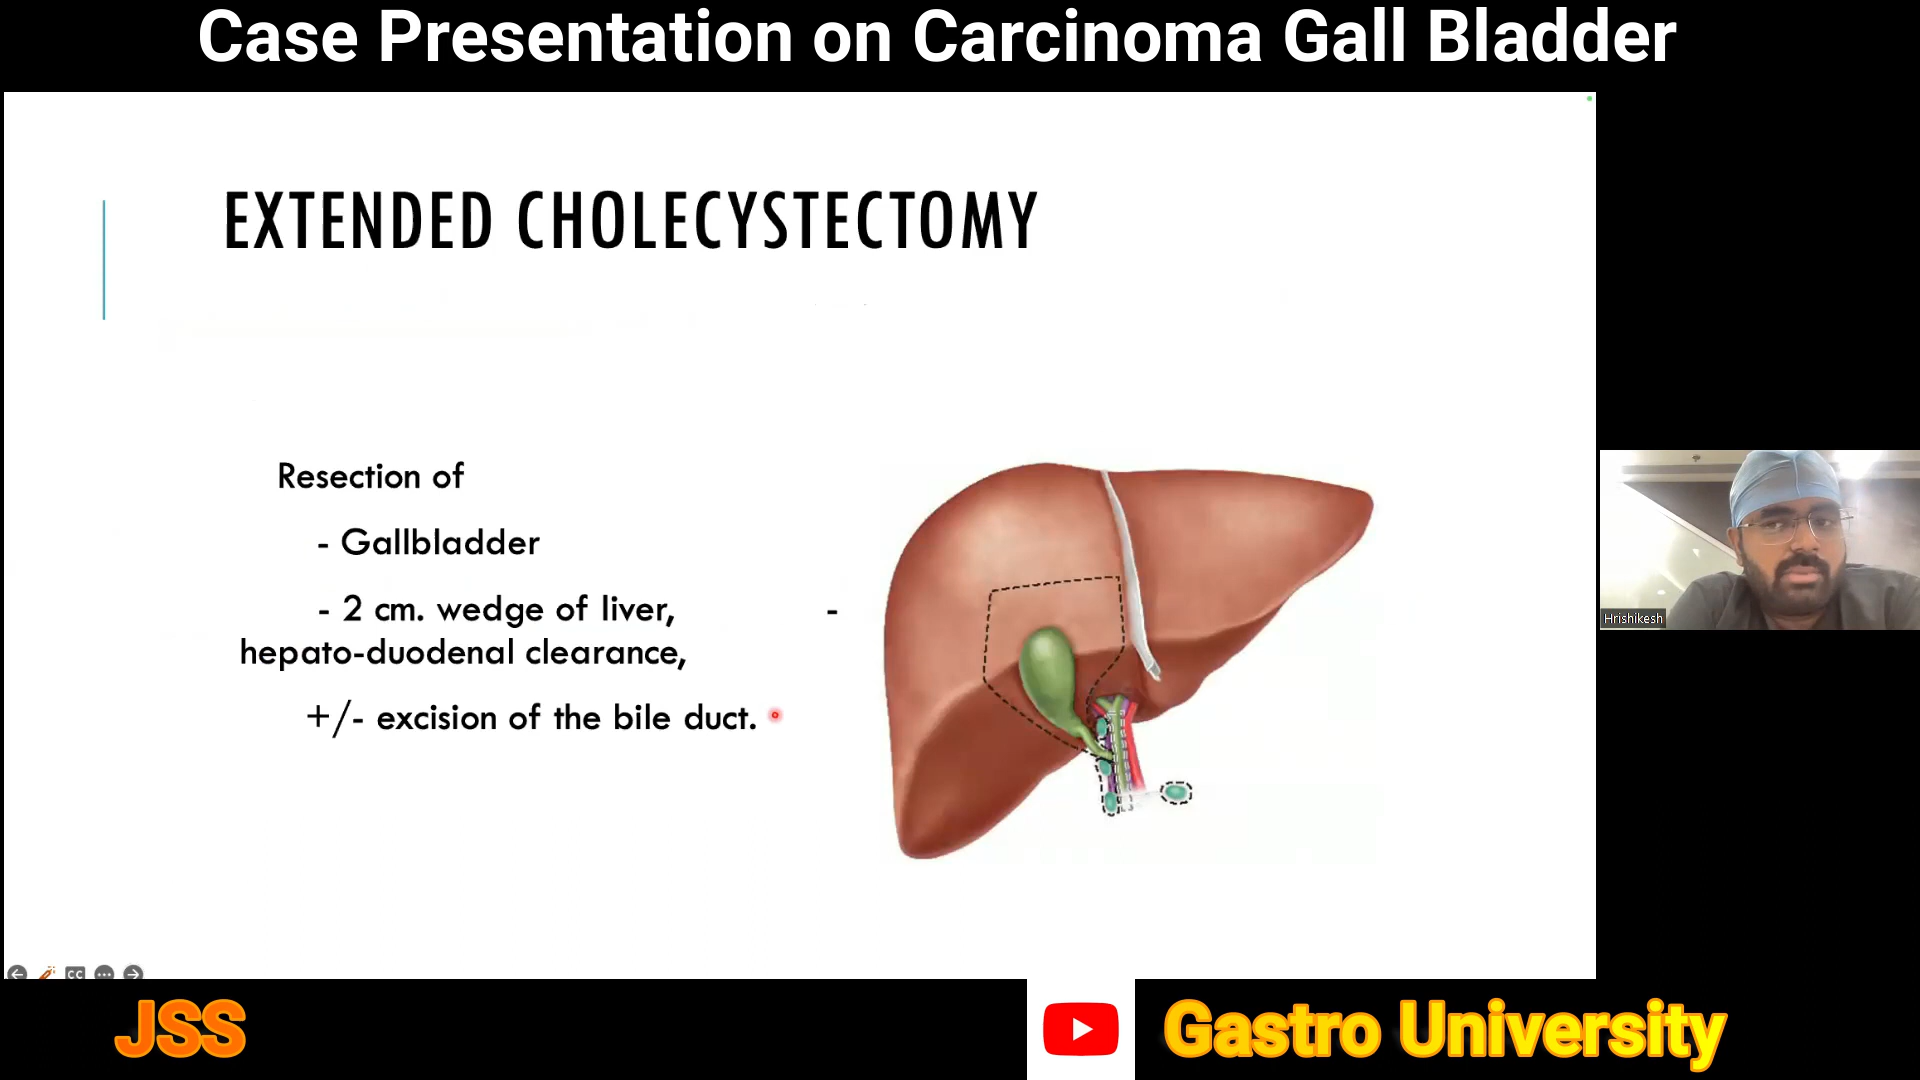 Case Presentation on Carcinoma Gall Bladder
EXTENDED CHOLECYSTECTOMY
Resection of
- Gallbladder
- 2 cm. wedge of liver, -
hepato-duodenal clearance,
+/- excision of the bile duct.
Hrishikesh
CC
JSS
Gastro University